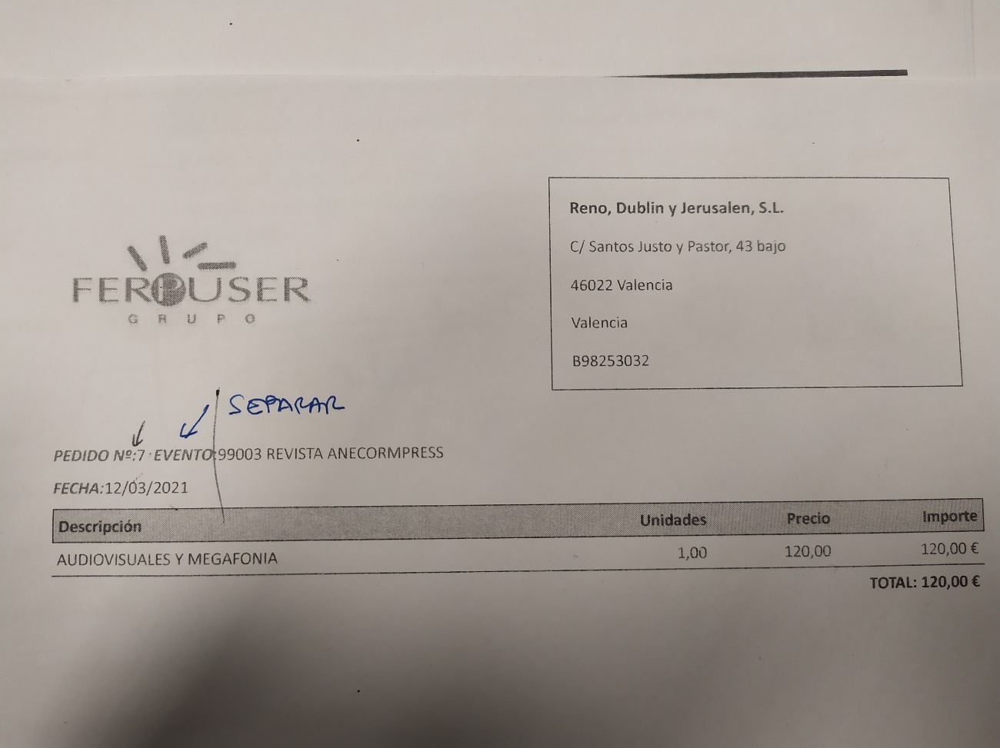 Reno, Dublin y Jerusalen, S.L.
C/ Santos Justo y Pastor, 43 bajo
46022 Valencia
Valencia
B98253032
FERPUSER
GRUPO
SEPARAR
PEDIDO Nº:7 EVENTO:99003 REVISTA ANECORMPRESS
FECHA:12/03/2021
Descripción Unidades Precio Importe
AUDIOVISUALES Y MEGAFONIA 1,00 120,00 120,00 €
TOTAL: 120,00 €